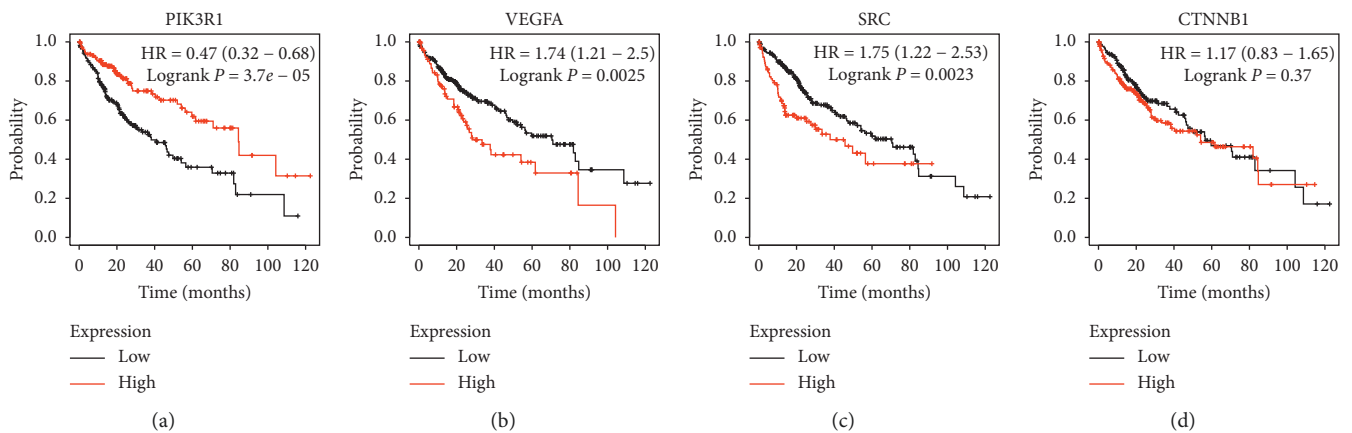 PIK3R1
HR = 0.47 (0.32 – 0.68)
Logrank P = 3.7e – 05
1.0
0.8
0.6
0.4
0.2
0.0
Probability
0 20 40 60 80 100 120
Time (months)
Expression
Low
High
(a)
VEGFA
HR = 1.74 (1.21 – 2.5)
Logrank P = 0.0025
1.0
0.8
0.6
0.4
0.2
0.0
Probability
0 20 40 60 80 100 120
Time (months)
Expression
Low
High
(b)
SRC
HR = 1.75 (1.22 – 2.53)
Logrank P = 0.0023
1.0
0.8
0.6
0.4
0.2
0.0
Probability
0 20 40 60 80 100 120
Time (months)
Expression
Low
High
(c)
CTNNB1
HR = 1.17 (0.83 – 1.65)
Logrank P = 0.37
1.0
0.8
0.6
0.4
0.2
0.0
Probability
0 20 40 60 80 100 120
Time (months)
Expression
Low
High
(d)